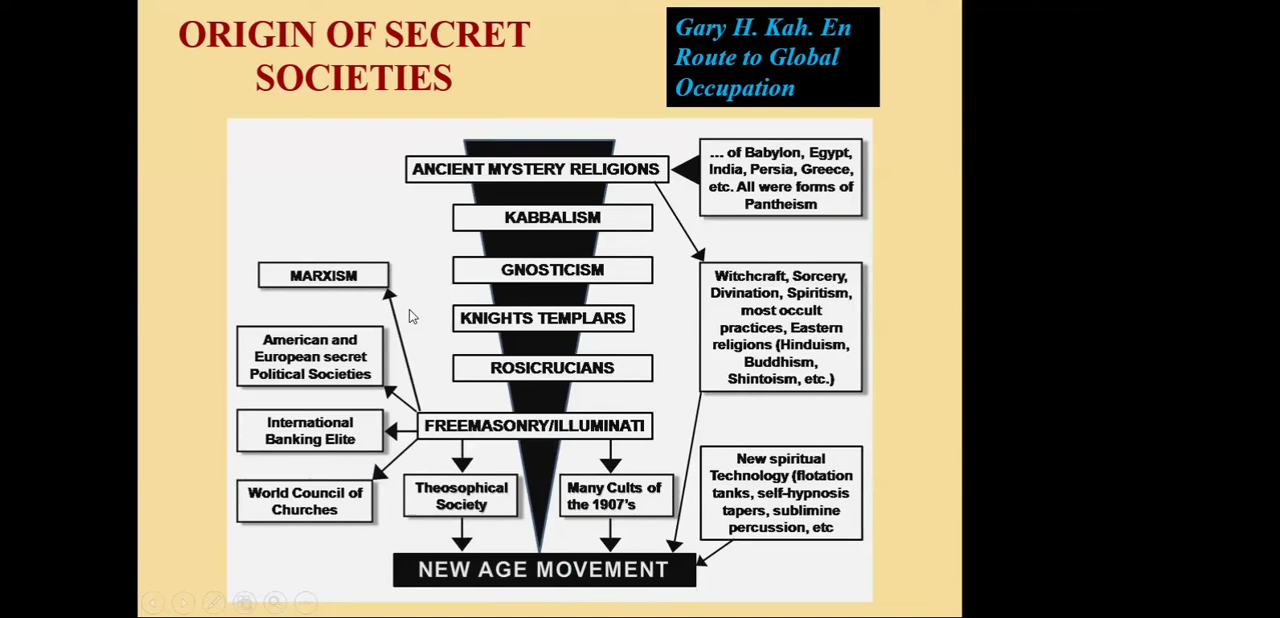 ORIGIN OF SECRET
SOCIETIES
Gary H. Kah. En
Route to Global
Occupation
ANCIENT MYSTERY RELIGIONS
... of Babylon, Egypt,
India, Persia, Greece,
etc. All were forms of
Pantheism
KABBALISM
GNOSTICISM
KNIGHTS TEMPLARS
ROSICRUCIANS
FREEMASONRY/ILLUMINATI
MARXISM
American and
European secret
Political Societies
International
Banking Elite
World Council of
Churches
Witchcraft, Sorcery,
Divination, Spiritism,
most occult
practices, Eastern
religions (Hinduism,
Buddhism,
Shintoism, etc.)
Theosophical
Society
Many Cults of
the 1907's
New spiritual
Technology (flotation
tanks, self-hypnosis
tapers, sublimine
percussion, etc
NEW AGE MOVEMENT